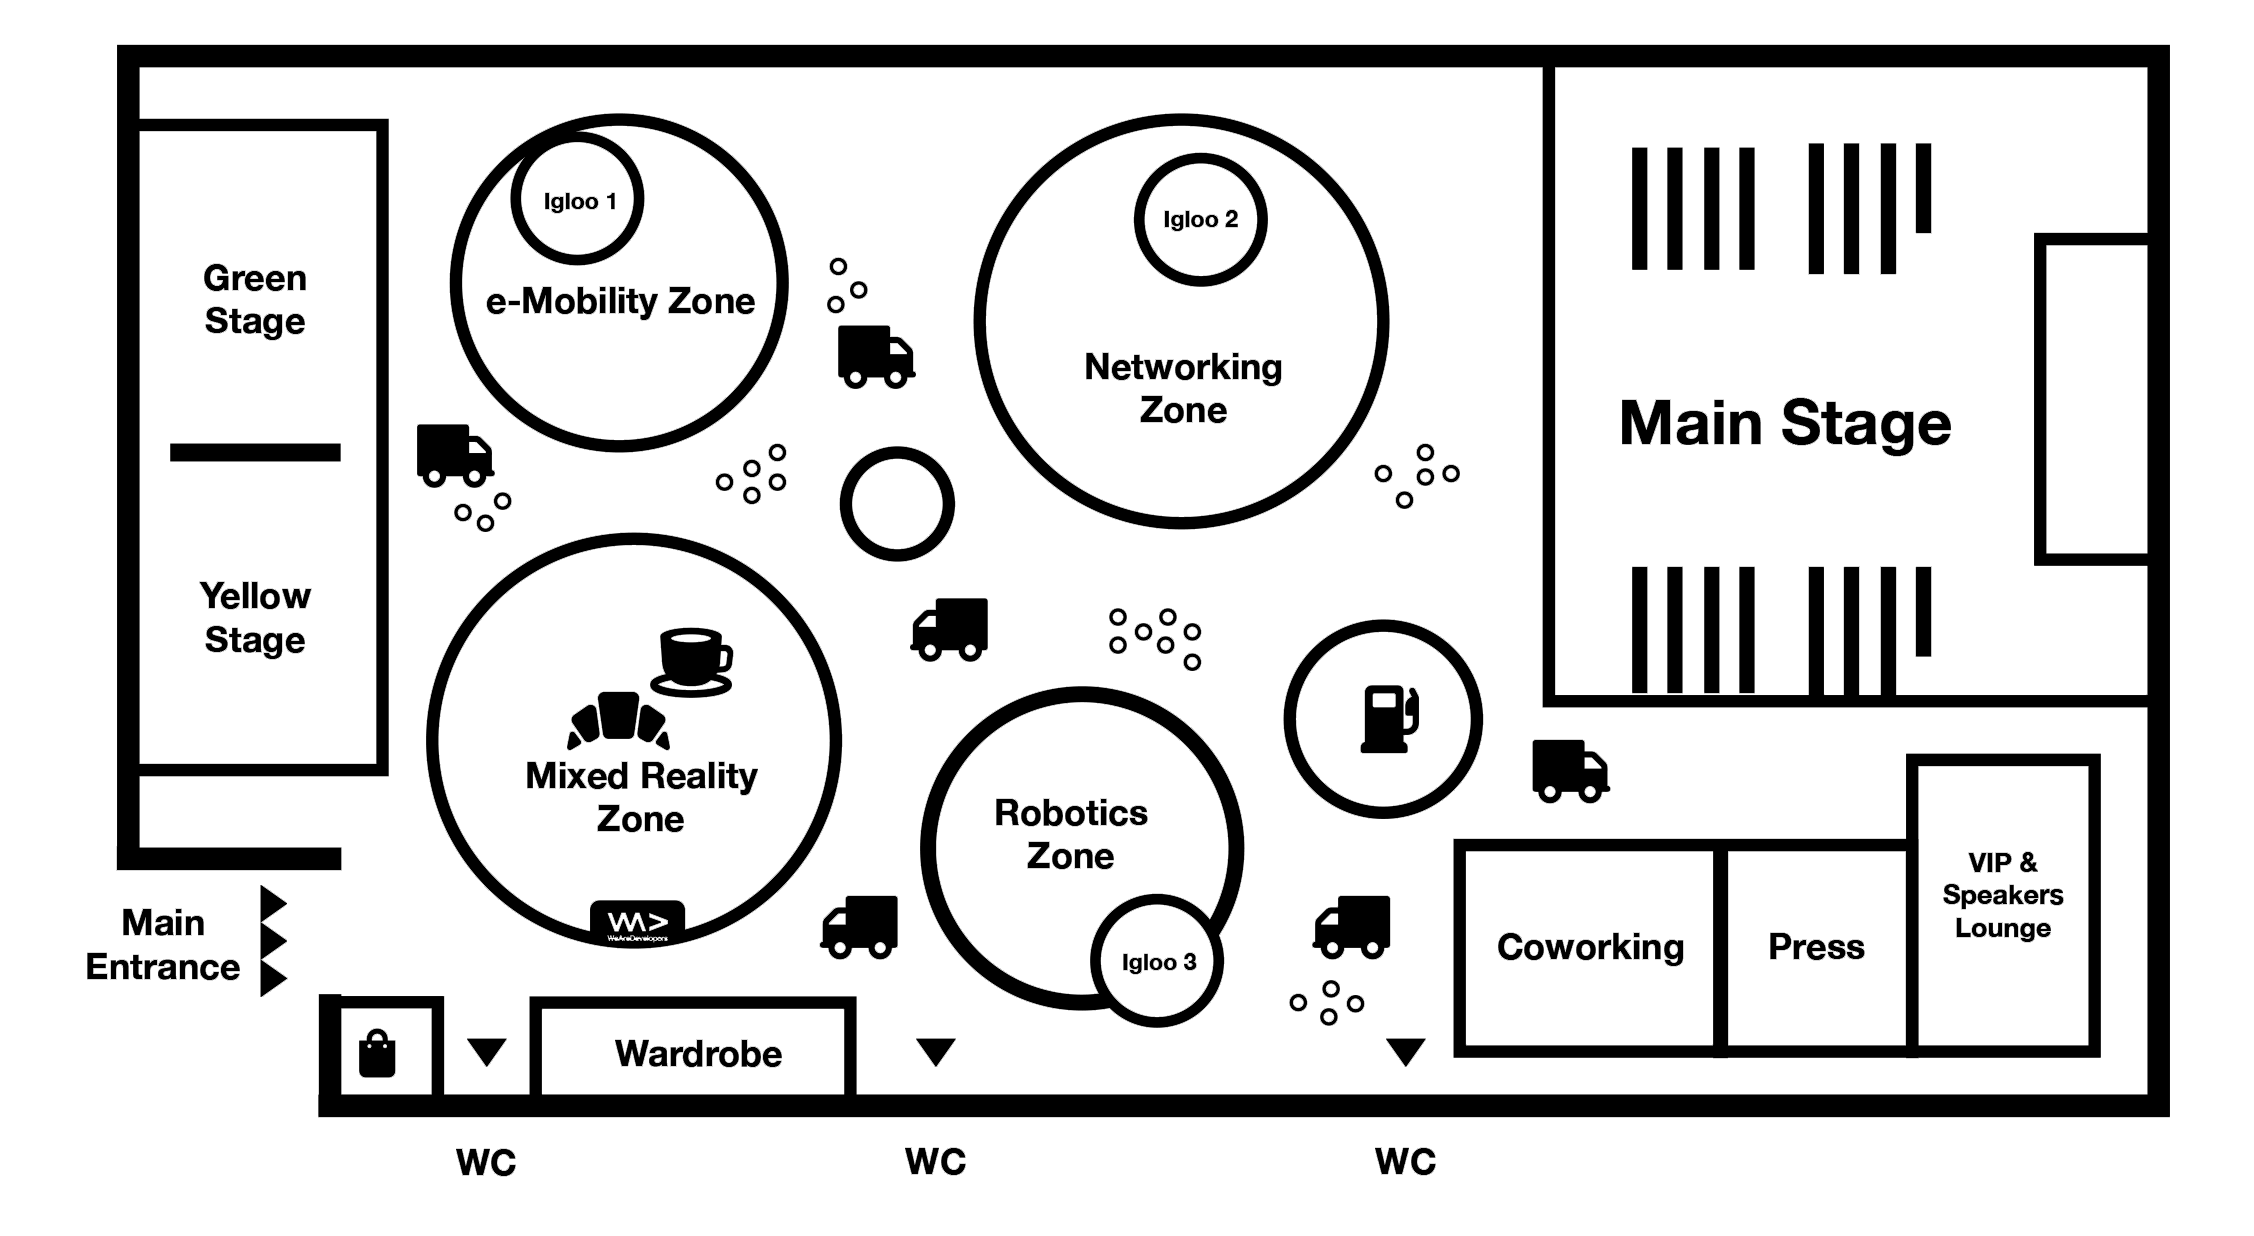 Igloo 1
Igloo 2
Green
Stage
e-Mobility Zone
Networking
Zone
Main Stage
Yellow
Stage
Mixed Reality
Zone
Robotics
Zone
VIP &
Speakers
Lounge
Main
Entrance
WeAreDevelopers
Igloo 3
Coworking
Press
Wardrobe
WC
WC
WC